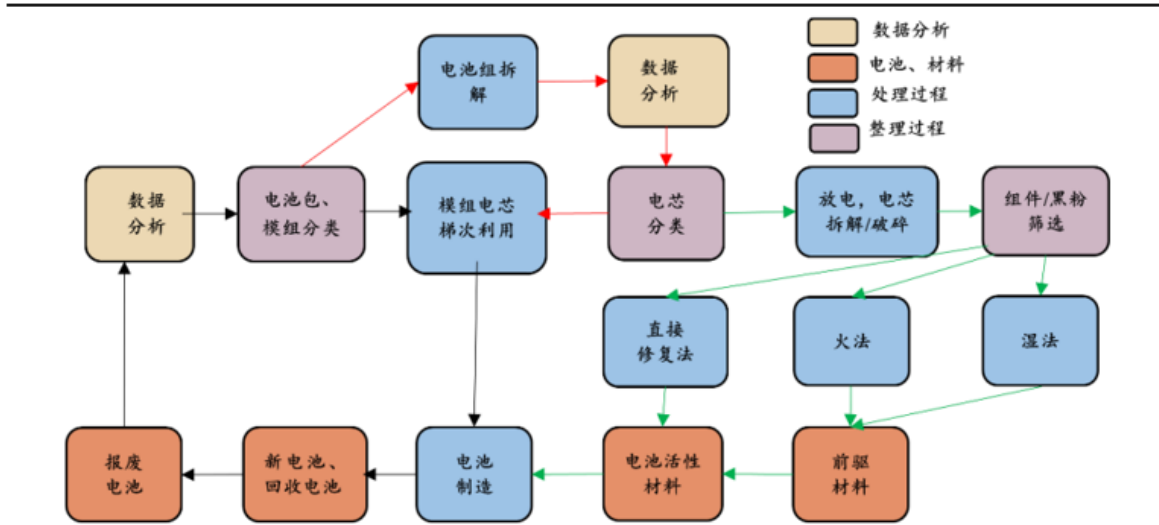 数据分析
电池、材料
处理过程
整理过程
电池组拆
解
数据
分析
数据
分析
电池包、
模组分类
模组电芯
梯次利用
电芯
分类
放电，电芯
拆解/破碎
组件/黑粉
筛选
直接
修复法
火法
湿法
报废
电池
新电池、
回收电池
电池
制造
电池活性
材料
前驱
材料